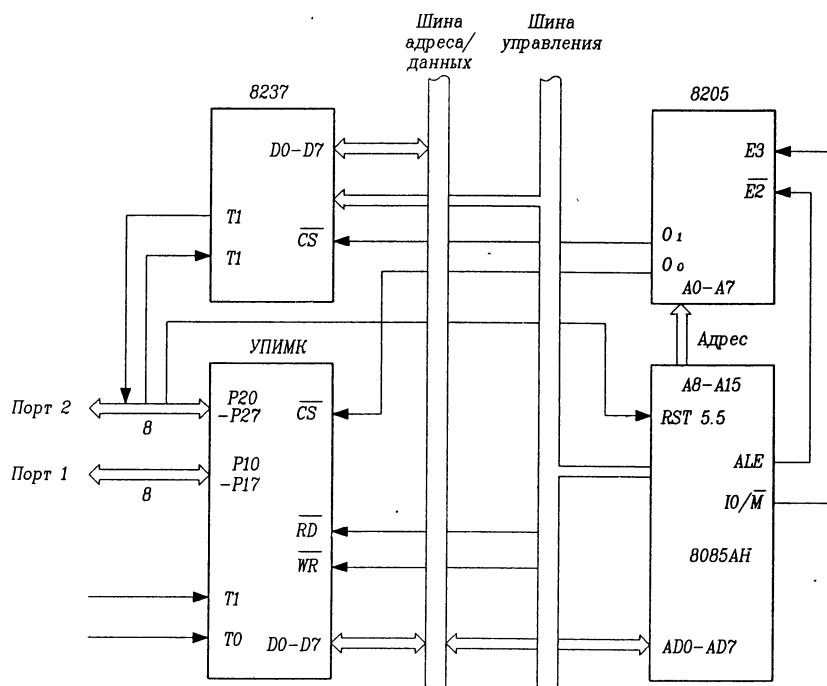 Шина
адреса/
данных
Шина
управления
8237
8205
D0-D7
E3
E2
T1
T1
CS
O1
O0
A0-A7
Адрес
УПИМК
A8-A15
Порт 2
8
P20
-P27
CS
RST 5.5
ALE
Порт 1
8
P10
-P17
IO/M
RD
WR
8085AH
T1
T0
D0-D7
AD0-AD7